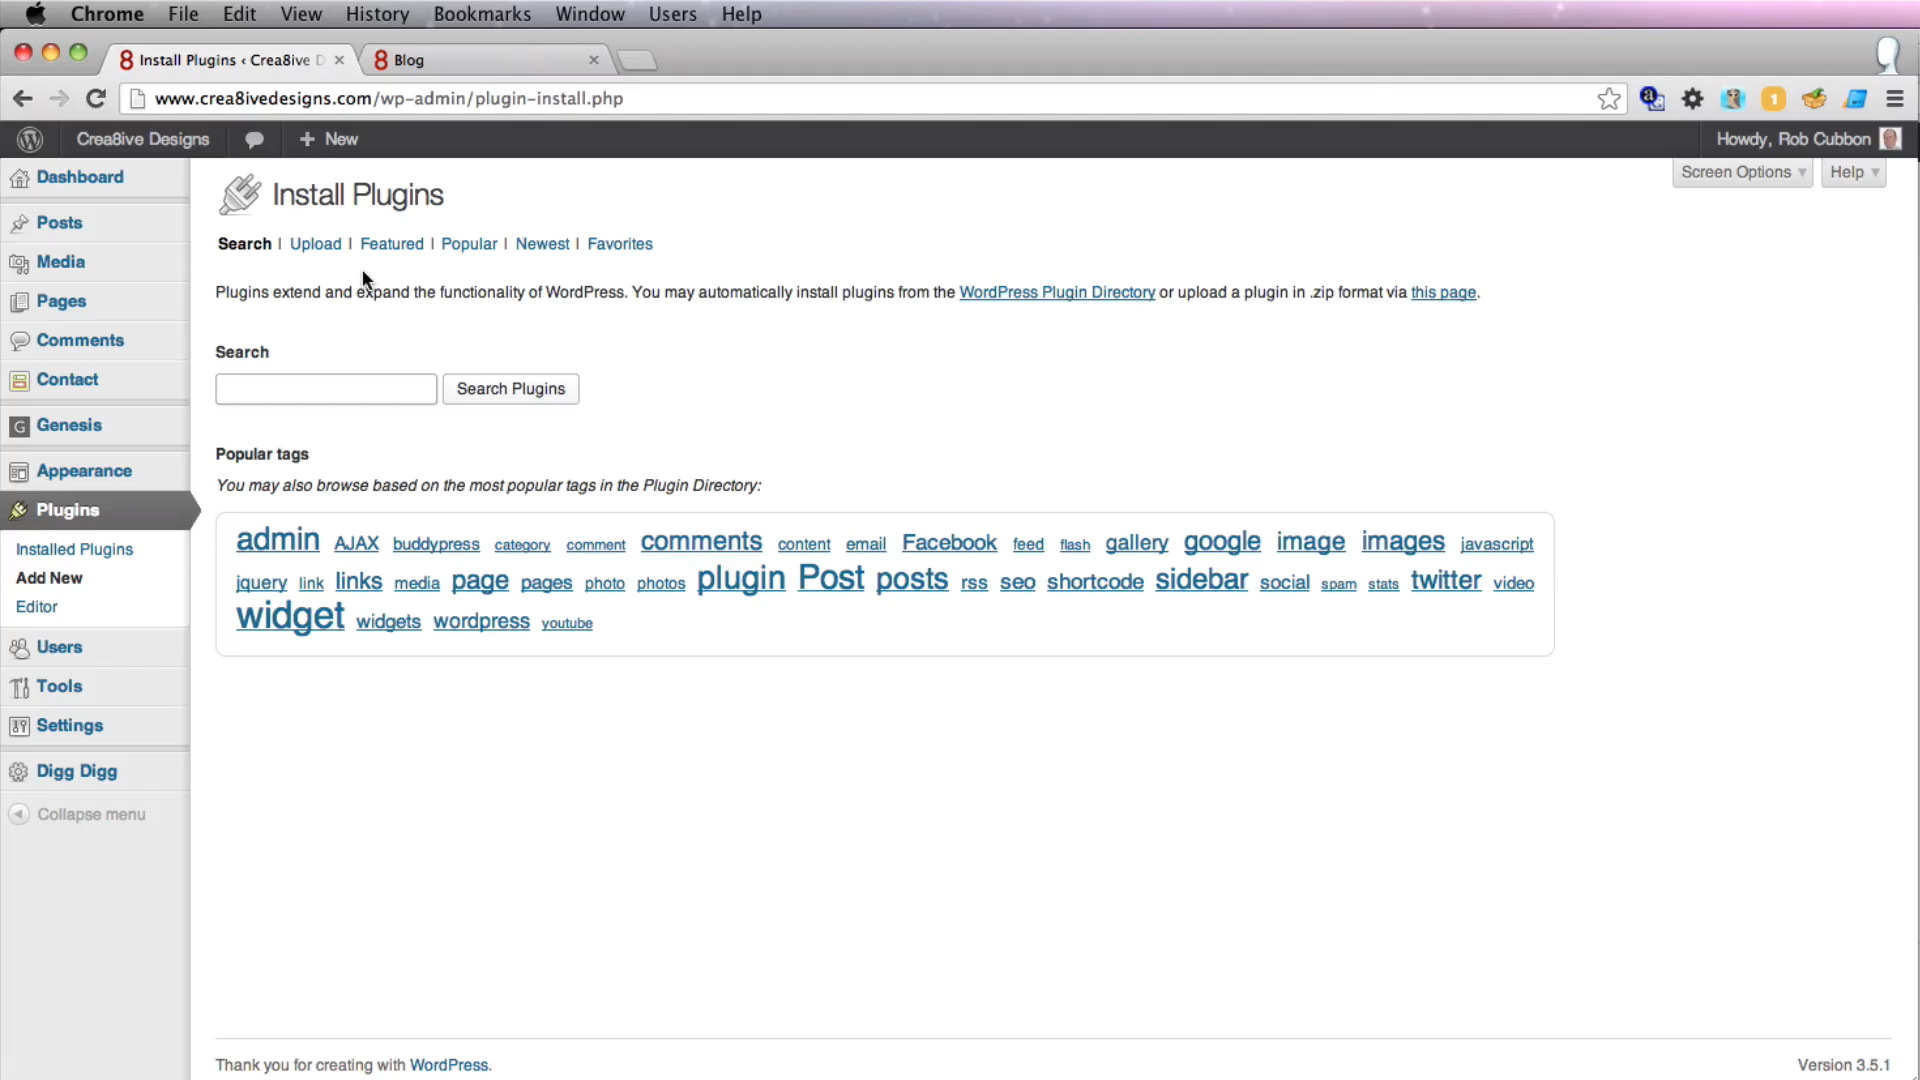 Chrome File Edit View History Bookmarks Window Users Help
8 Install Plugins ‹ Crea8ive D 8 Blog
www.crea8ivedesigns.com/wp-admin/plugin-install.php
Crea8ive Designs + New Howdy, Rob Cubbon
Screen Options Help
Dashboard
Posts
Media
Pages
Comments
Contact
G Genesis
Appearance
Plugins
Installed Plugins
Add New
Editor
Users
Tools
Settings
Digg Digg
Collapse menu
Install Plugins
Search | Upload | Featured | Popular | Newest | Favorites
Plugins extend and expand the functionality of WordPress. You may automatically install plugins from the WordPress Plugin Directory or upload a plugin in .zip format via this page.
Search
Search Plugins
Popular tags
You may also browse based on the most popular tags in the Plugin Directory:
admin AJAX buddypress category comment comments content email Facebook feed flash gallery google image images javascript
jquery link links media page pages photo photos plugin Post posts rss seo shortcode sidebar social spam stats twitter video
widget widgets wordpress youtube
Thank you for creating with WordPress. Version 3.5.1